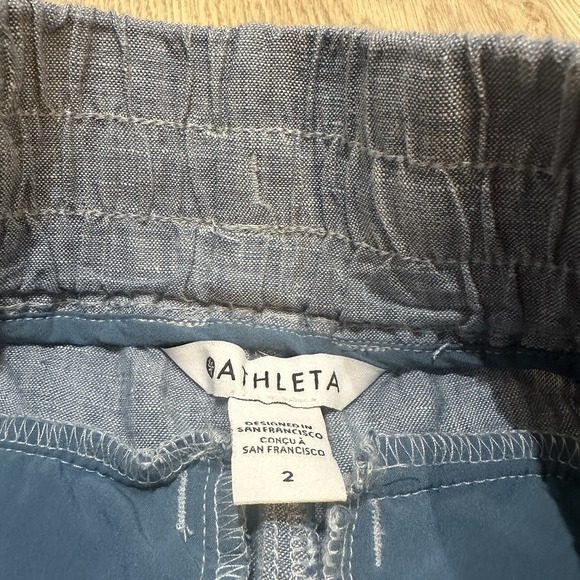 ATHLETA
DESIGNED IN
SAN FRANCISCO
CONÇU À
SAN FRANCISCO
2